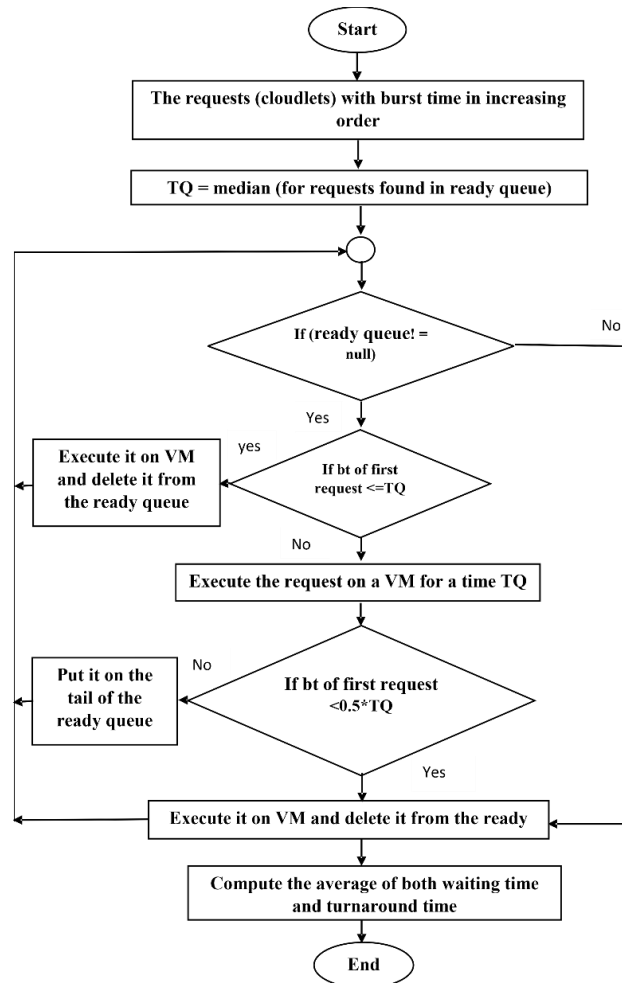 Start
The requests (cloudlets) with burst time in increasing
order
TQ = median (for requests found in ready queue)
If (ready queue! =
null)
No
Yes
Execute it on VM
and delete it from
the ready queue
yes
If bt of first
request <=TQ
No
Execute the request on a VM for a time TQ
Put it on the
tail of the
ready queue
No
If bt of first request
<0.5*TQ
Yes
Execute it on VM and delete it from the ready
Compute the average of both waiting time
and turnaround time
End